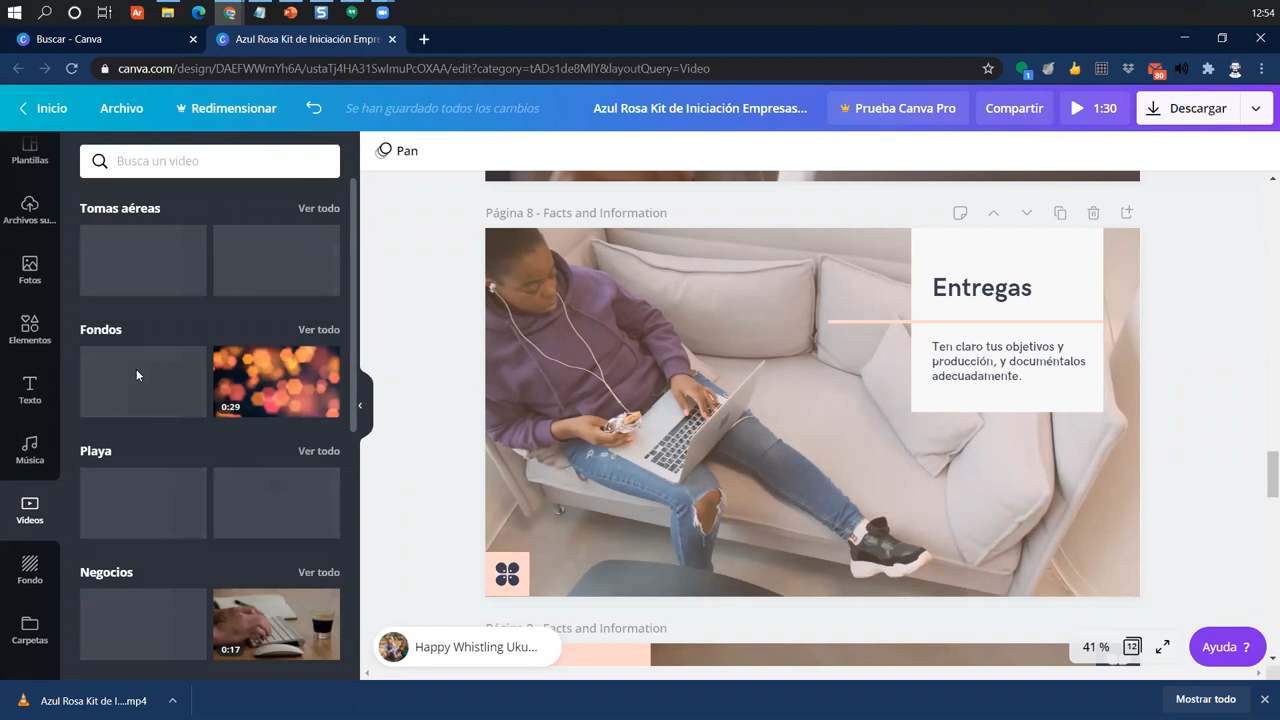 12:54
Buscar - Canva
Azul Rosa Kit de Iniciación Empre
canva.com/design/DAEFWWmYh6A/ustaTj4HA31SwImuPcOXAA/edit?category=tADs1de8MlY&layoutQuery=Video
1
80
Inicio
Archivo
Redimensionar
Se han guardado todos los cambios
Azul Rosa Kit de Iniciación Empresas...
Prueba Canva Pro
Compartir
1:30
Descargar
Plantillas
Archivos su...
Fotos
Elementos
Texto
Música
Videos
Fondo
Carpetas
Busca un video
Tomas aéreas
Ver todo
Fondos
Ver todo
0:29
Playa
Ver todo
Negocios
Ver todo
0:17
Pan
Página 8 - Facts and Information
Entregas
Ten claro tus objetivos y
producción, y documéntalos
adecuadamente.
Página 9 - Facts and Information
Happy Whistling Uku...
41 %
12
Ayuda ?
Azul Rosa Kit de I....mp4
Mostrar todo